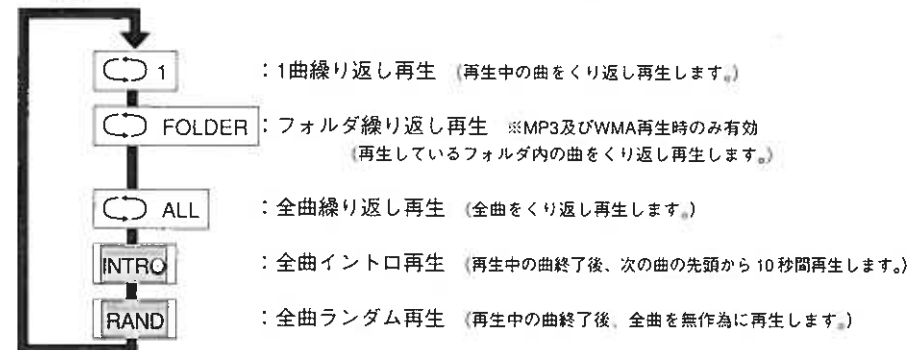 1 :1曲繰り返し再生 (再生中の曲をくり返し再生します。)
FOLDER :フォルダ繰り返し再生 ※MP3及びWMA再生時のみ有効
(再生しているフォルダ内の曲をくり返し再生します。)
ALL :全曲繰り返し再生 (全曲をくり返し再生します。)
INTRO :全曲イントロ再生 (再生中の曲終了後、次の曲の先頭から10秒間再生します。)
RAND :全曲ランダム再生 (再生中の曲終了後、全曲を無作為に再生します。)